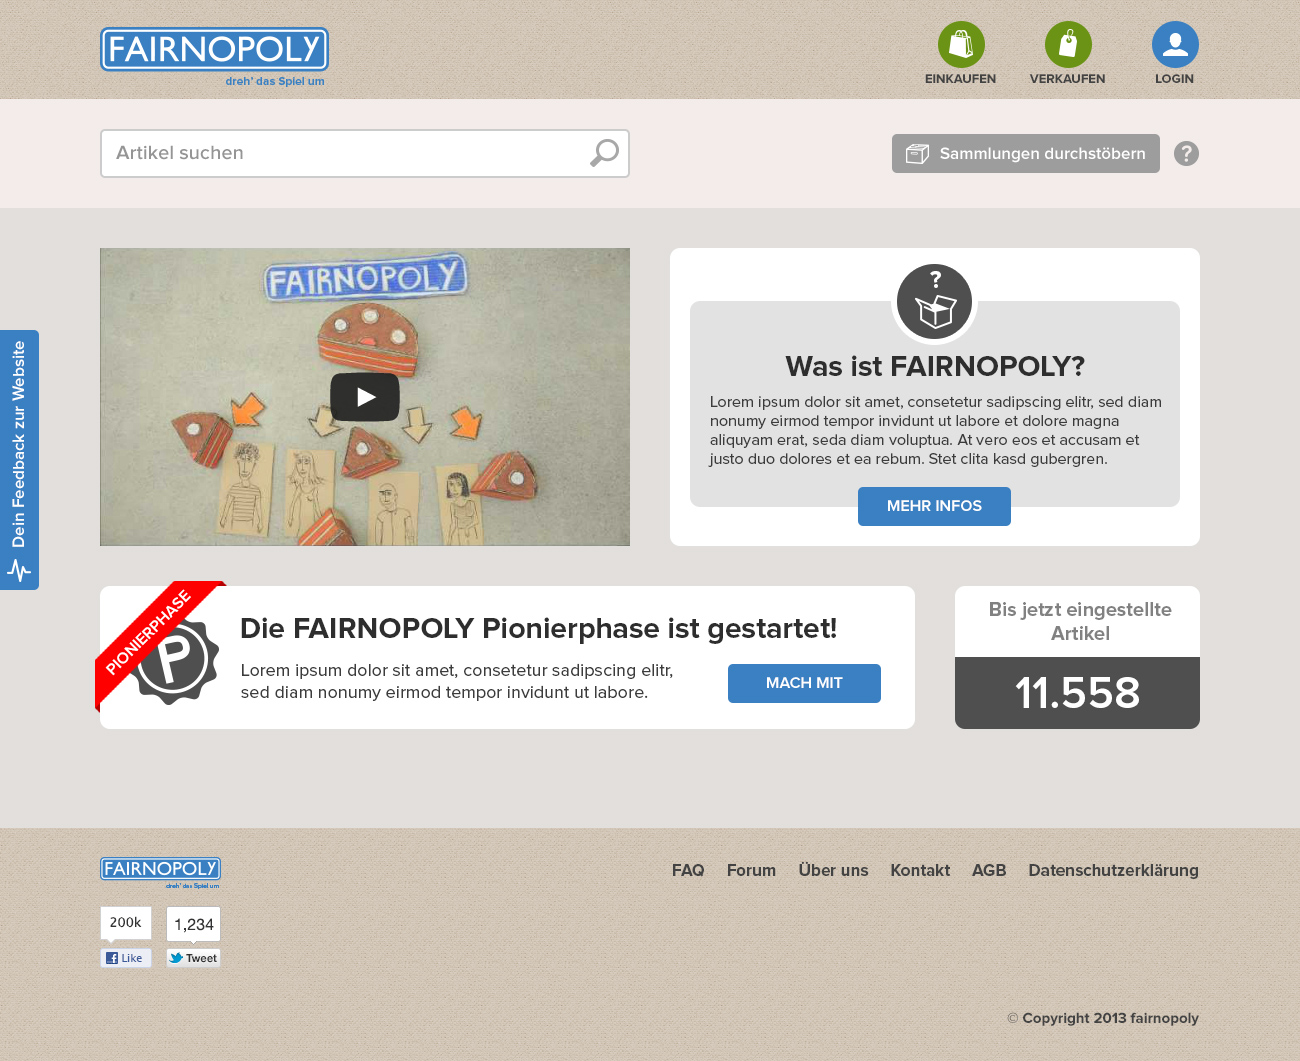 FAIRNOPOLY
dreh' das Spiel um
EINKAUFEN
VERKAUFEN
LOGIN
Artikel suchen
Sammlungen durchstöbern
?
FAIRNOPOLY
Dein Feedback zur Website
?
Was ist FAIRNOPOLY?
Lorem ipsum dolor sit amet, consetetur sadipscing elitr, sed diam
nonumy eirmod tempor invidunt ut labore et dolore magna
aliquyam erat, seda diam voluptua. At vero eos et accusam et
justo duo dolores et ea rebum. Stet clita kasd gubergren.
MEHR INFOS
PIONIERPHASE
P
Die FAIRNOPOLY Pionierphase ist gestartet!
Lorem ipsum dolor sit amet, consetetur sadipscing elitr,
sed diam nonumy eirmod tempor invidunt ut labore.
MACH MIT
Bis jetzt eingestellte
Artikel
11.558
FAIRNOPOLY
dreh' das Spiel um
FAQ Forum Über uns Kontakt AGB Datenschutzerklärung
200k
1,234
Like
Tweet
© Copyright 2013 fairnopoly